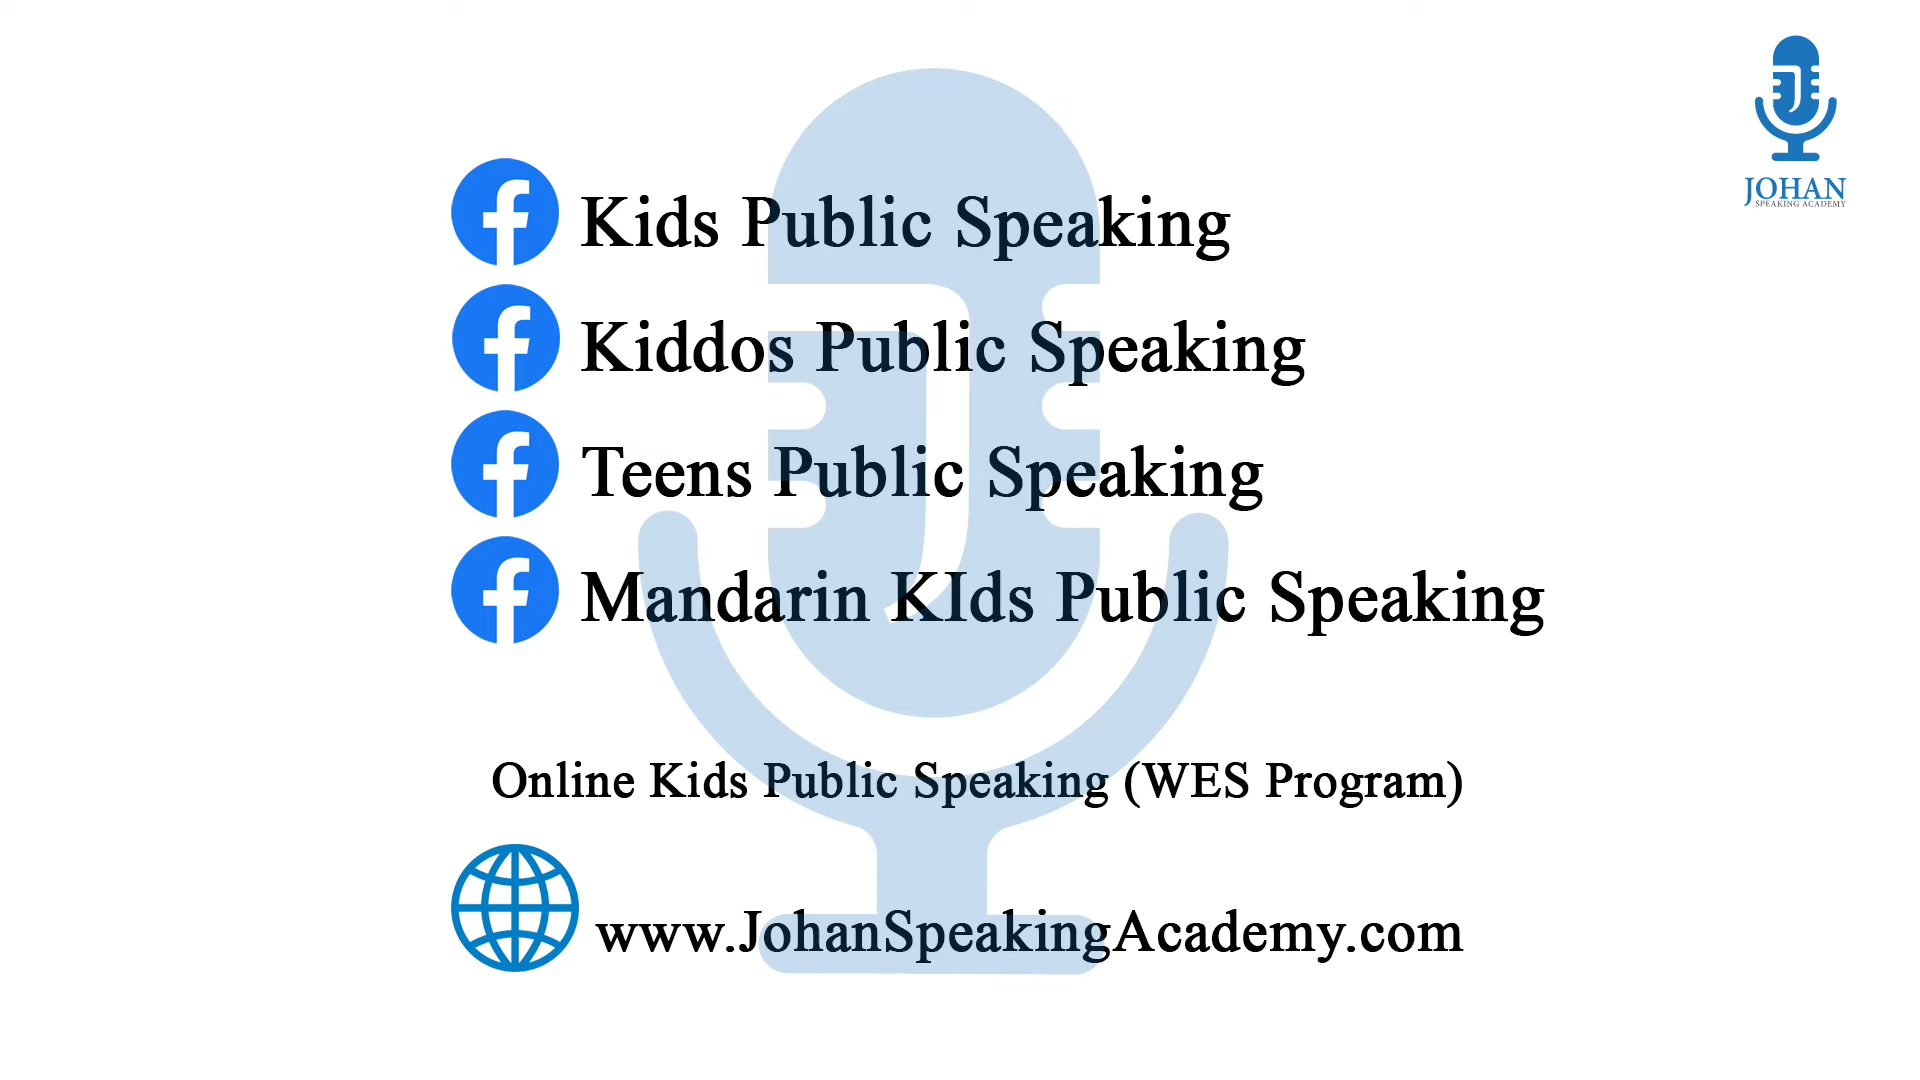 JOHAN
SPEAKING ACADEMY
Kids Public Speaking
Kiddos Public Speaking
Teens Public Speaking
Mandarin KIds Public Speaking
Online Kids Public Speaking (WES Program)
www.JohanSpeakingAcademy.com